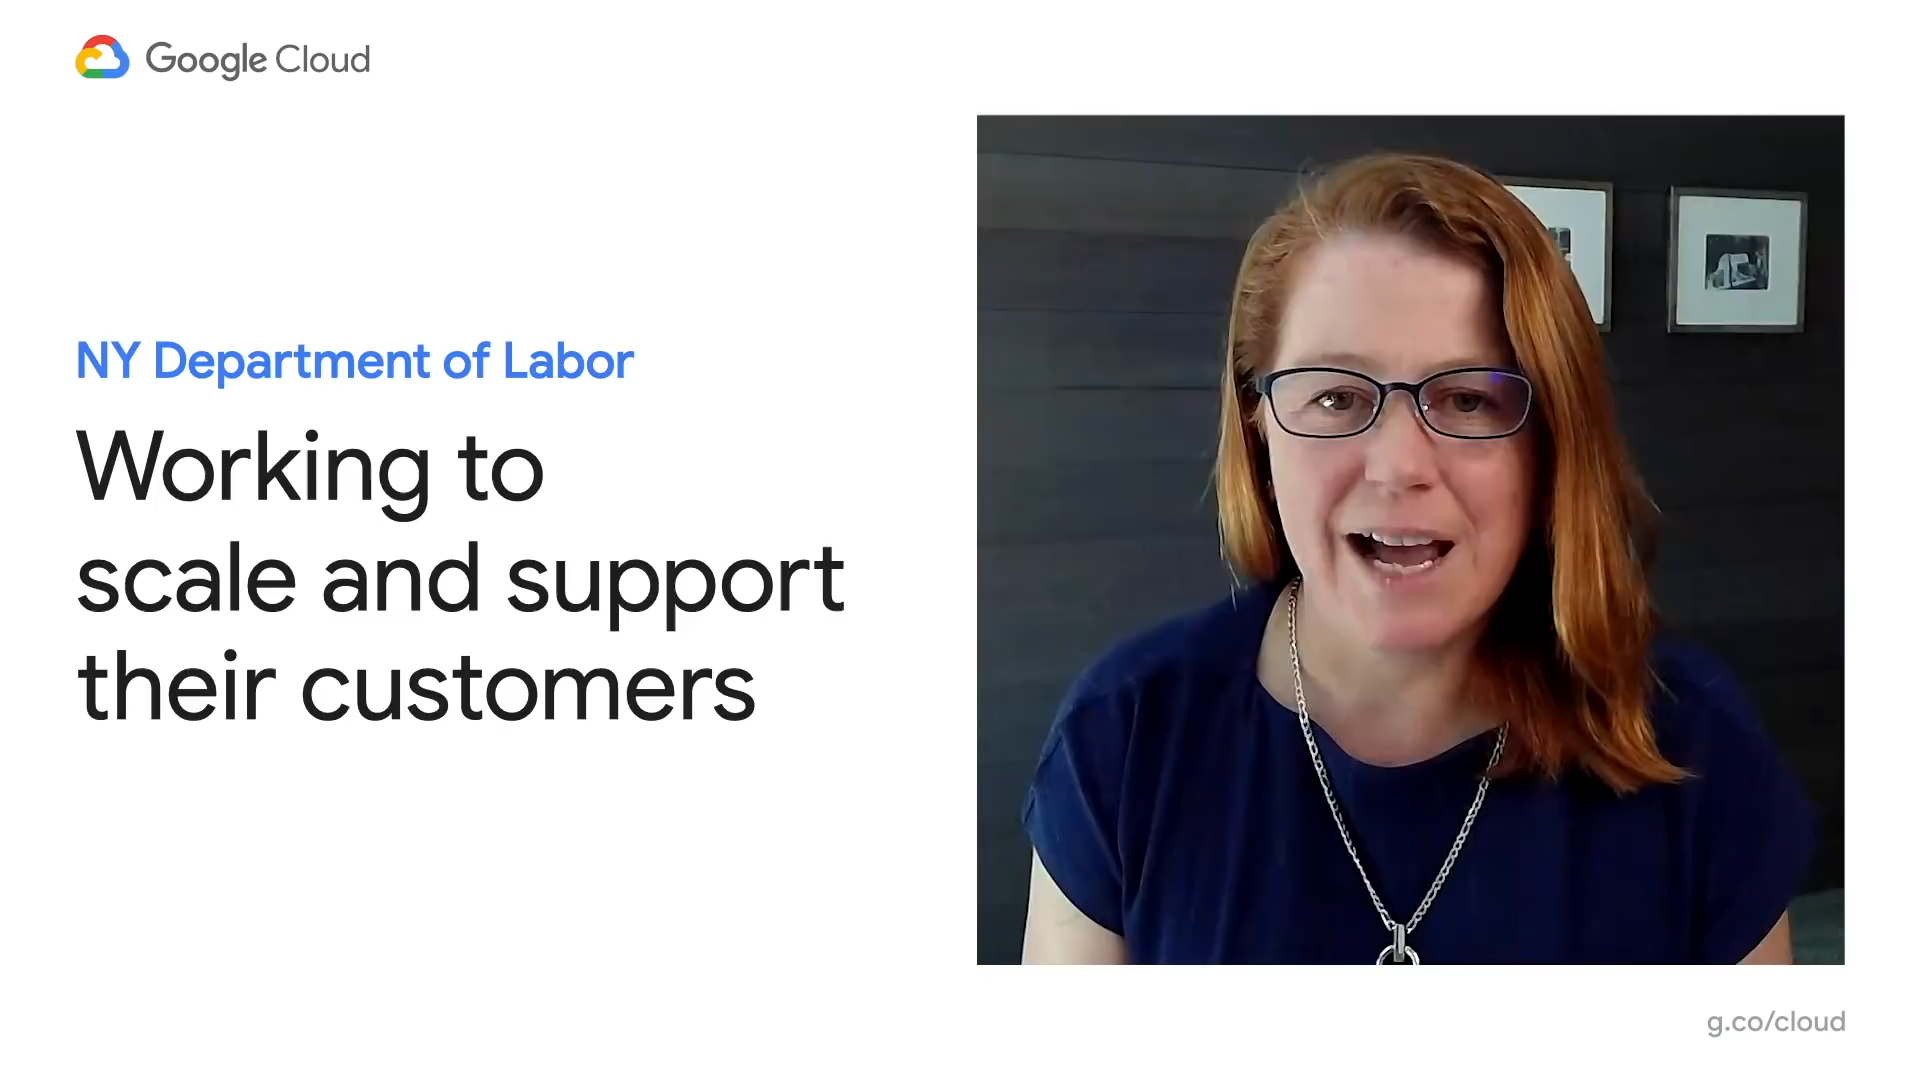 Google Cloud
NY Department of Labor
Working to
scale and support
their customers
g.co/cloud